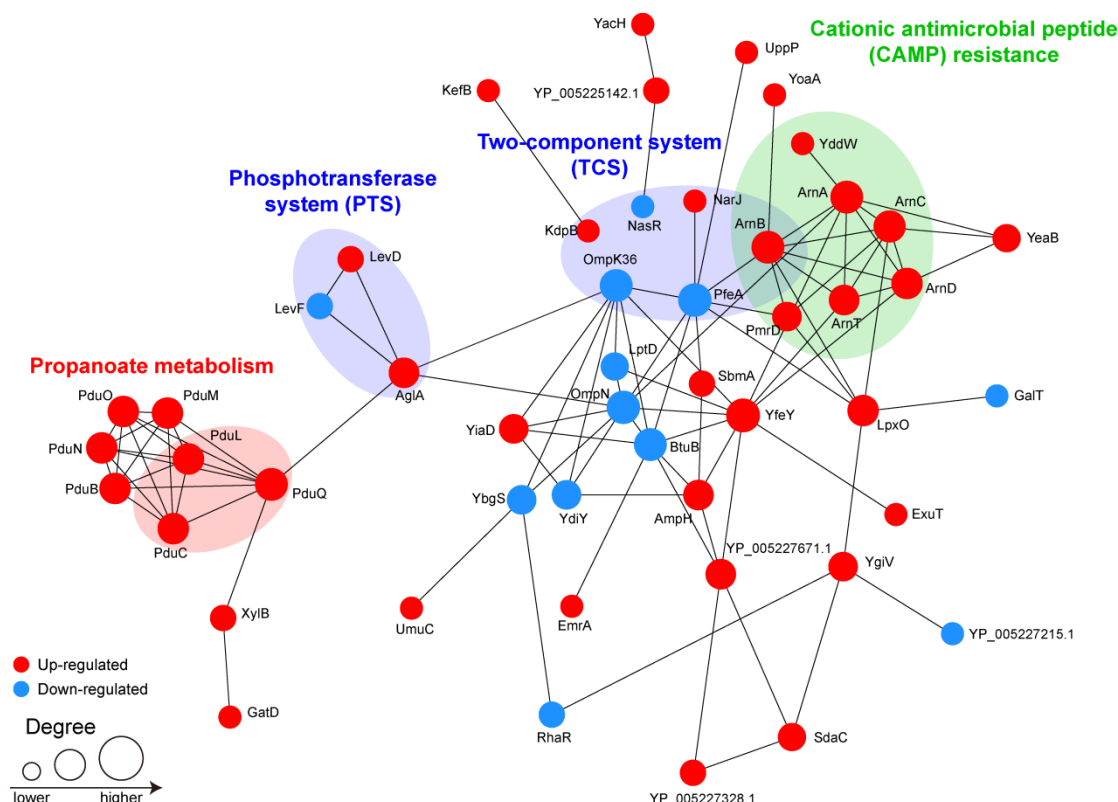 YacH
UppP
Cationic antimicrobial peptide
(CAMP) resistance
KefB
YP_005225142.1
YoaA
Two-component system
(TCS)
YddW
Phosphotransferase
system (PTS)
NarJ
ArnA
ArnC
NasR
ArnB
KdpB
YeaB
LevD
OmpK36
LevF
PfeA
ArnD
PmrD
ArnT
LptD
SbmA
Propanoate metabolism
AglA
OmpN
GalT
PduO
PduM
YfeY
LpxO
PduL
YiaD
PduN
BtuB
PduB
PduQ
YbgS
YdiY
AmpH
ExuT
PduC
YP_005227671.1
YgiV
XylB
UmuC
EmrA
YP_005227215.1
Up-regulated
Down-regulated
GatD
Degree
RhaR
SdaC
lower
higher
YP_005227328.1